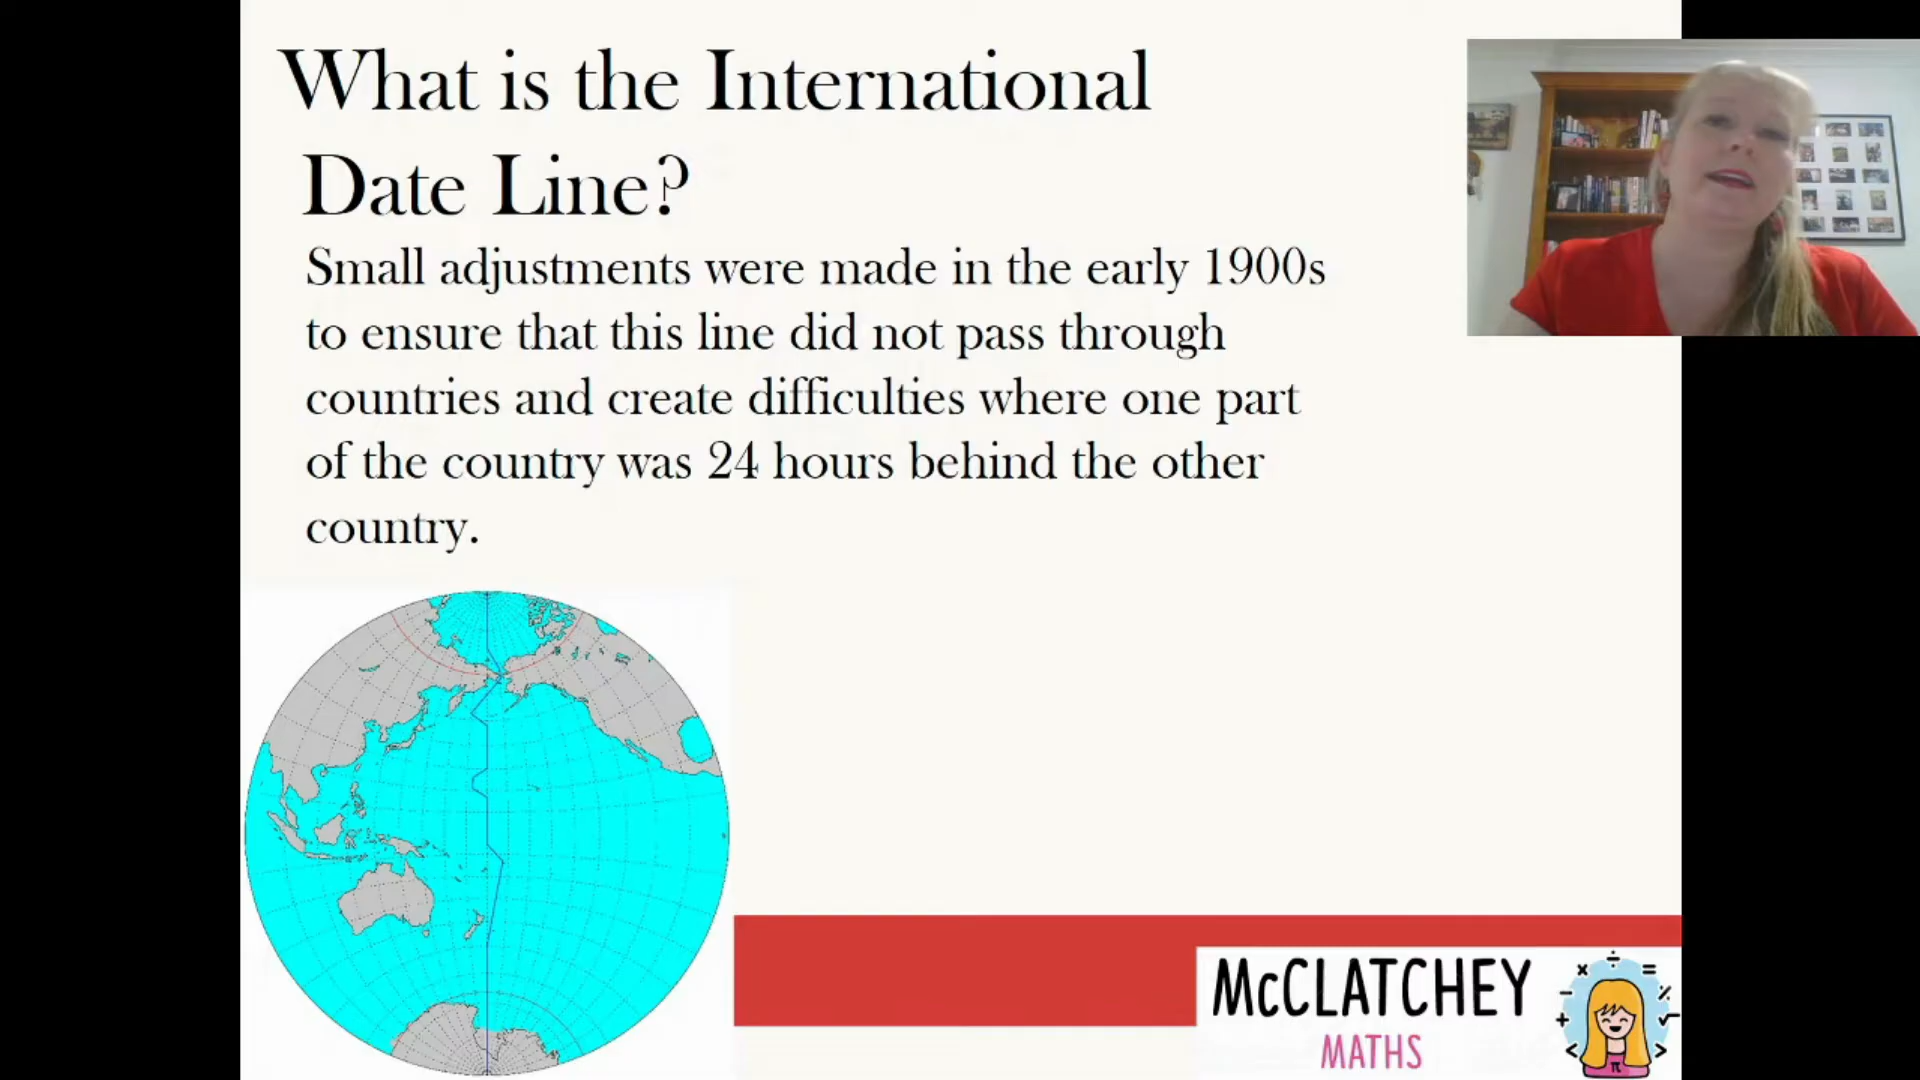 What is the International
Date Line?
Small adjustments were made in the early 1900s
to ensure that this line did not pass through
countries and create difficulties where one part
of the country was 24 hours behind the other
country.
McCLATCHEY
MATHS
× ÷ =
− %
+ √
< π >